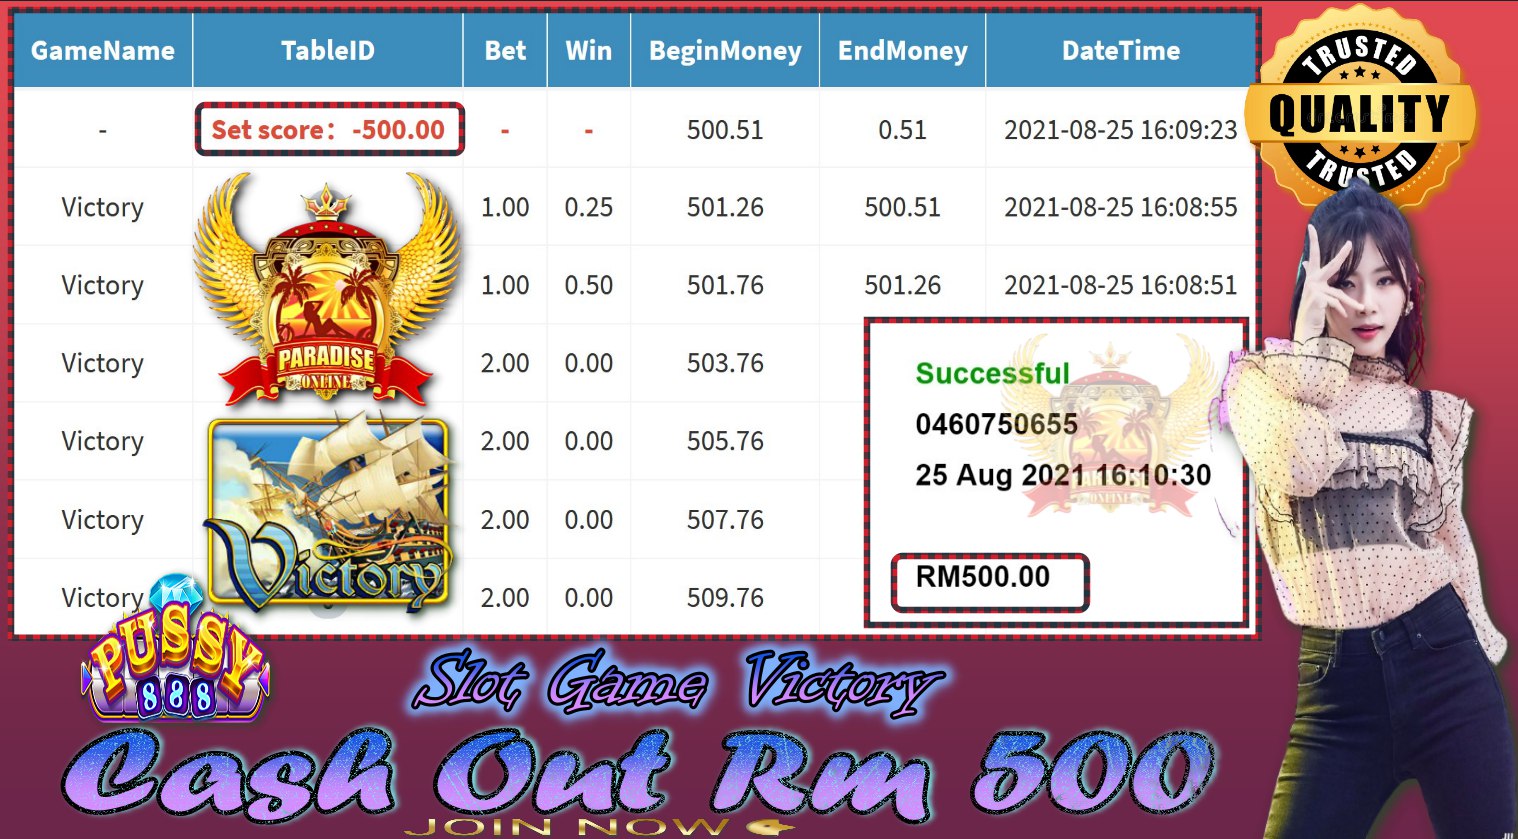 GameName TableID Bet Win BeginMoney EndMoney DateTime
- Set score: -500.00 - - 500.51 0.51 2021-08-25 16:09:23
Victory 1.00 0.25 501.26 500.51 2021-08-25 16:08:55
Victory 1.00 0.50 501.76 501.26 2021-08-25 16:08:51
Victory 2.00 0.00 503.76
Victory 2.00 0.00 505.76
Victory 2.00 0.00 507.76
Victory 2.00 0.00 509.76
PARADISE
ONLINE
Victory
Successful
0460750655
25 Aug 2021 16:10:30
RM500.00
PARADISE
ONLINE
TRUSTED
QUALITY
TRUSTED
PUSSY
888
Slot Game Victory
Cash Out Rm 500
JOIN NOW